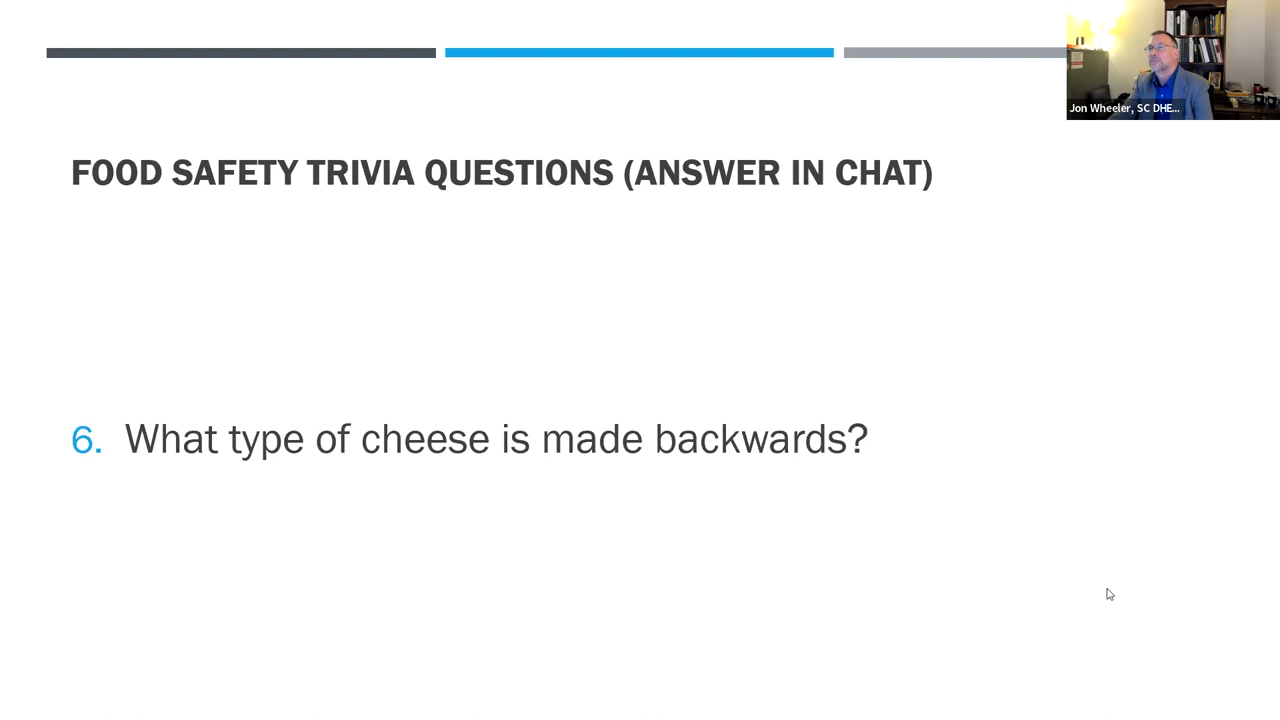 Jon Wheeler, SC DHE...
FOOD SAFETY TRIVIA QUESTIONS (ANSWER IN CHAT)
6. What type of cheese is made backwards?